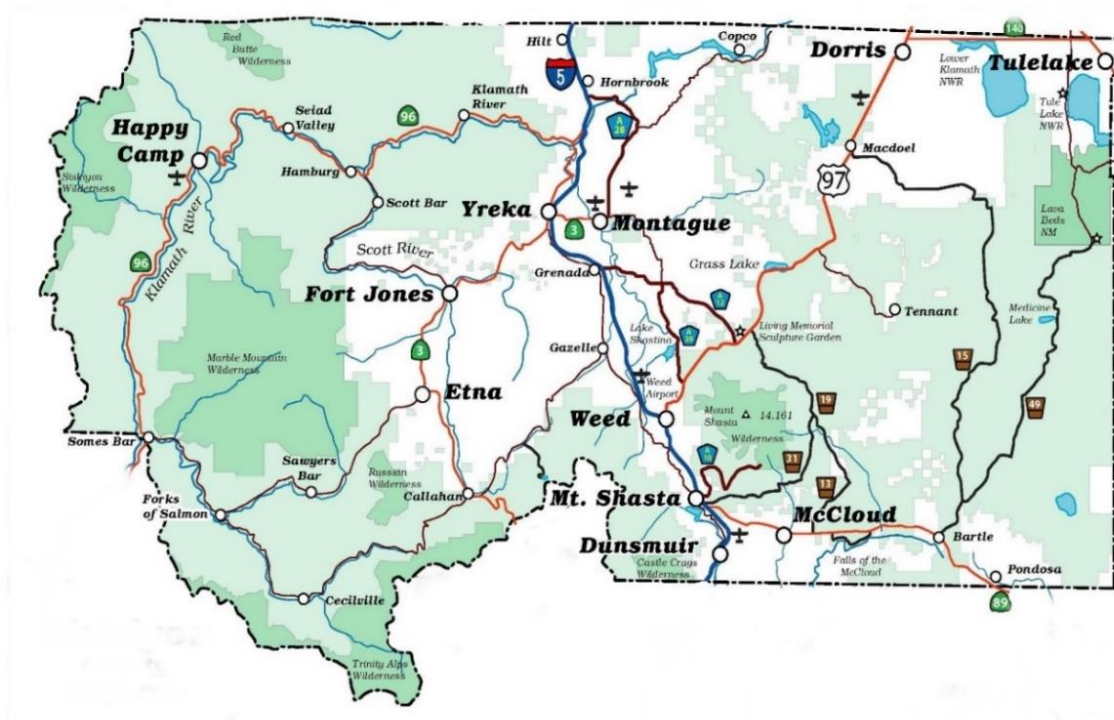 140
Red
Butte
Wilderness
Hilt
Copco
Dorris
Lower
Klamath
NWR
Tulelake
5
Hornbrook
Klamath
River
96
A
28
Tule
Lake
NWR
Seiad
Valley
Happy
Camp
Hamburg
Macdoel
97
Siskiyou
Wilderness
Scott Bar
Lava
Beds
NM
Yreka
Montague
3
Klamath
River
96
Scott River
Grenada
Grass Lake
Fort Jones
A
12
Medicine
Lake
Tennant
Lake
Shastina
A
29
Living Memorial
Sculpture Garden
3
Gazelle
Marble Mountain
Wilderness
15
Weed
Airport
Etna
19
49
Mount
Shasta
14,161
Wilderness
Weed
Somes Bar
Sawyers
Bar
Russian
Wilderness
A
10
31
13
Callahan
Mt. Shasta
Forks
of Salmon
McCloud
Bartle
Dunsmuir
Castle Crags
Wilderness
Falls of the
McCloud
Pondosa
Cecilville
89
Trinity Alps
Wilderness